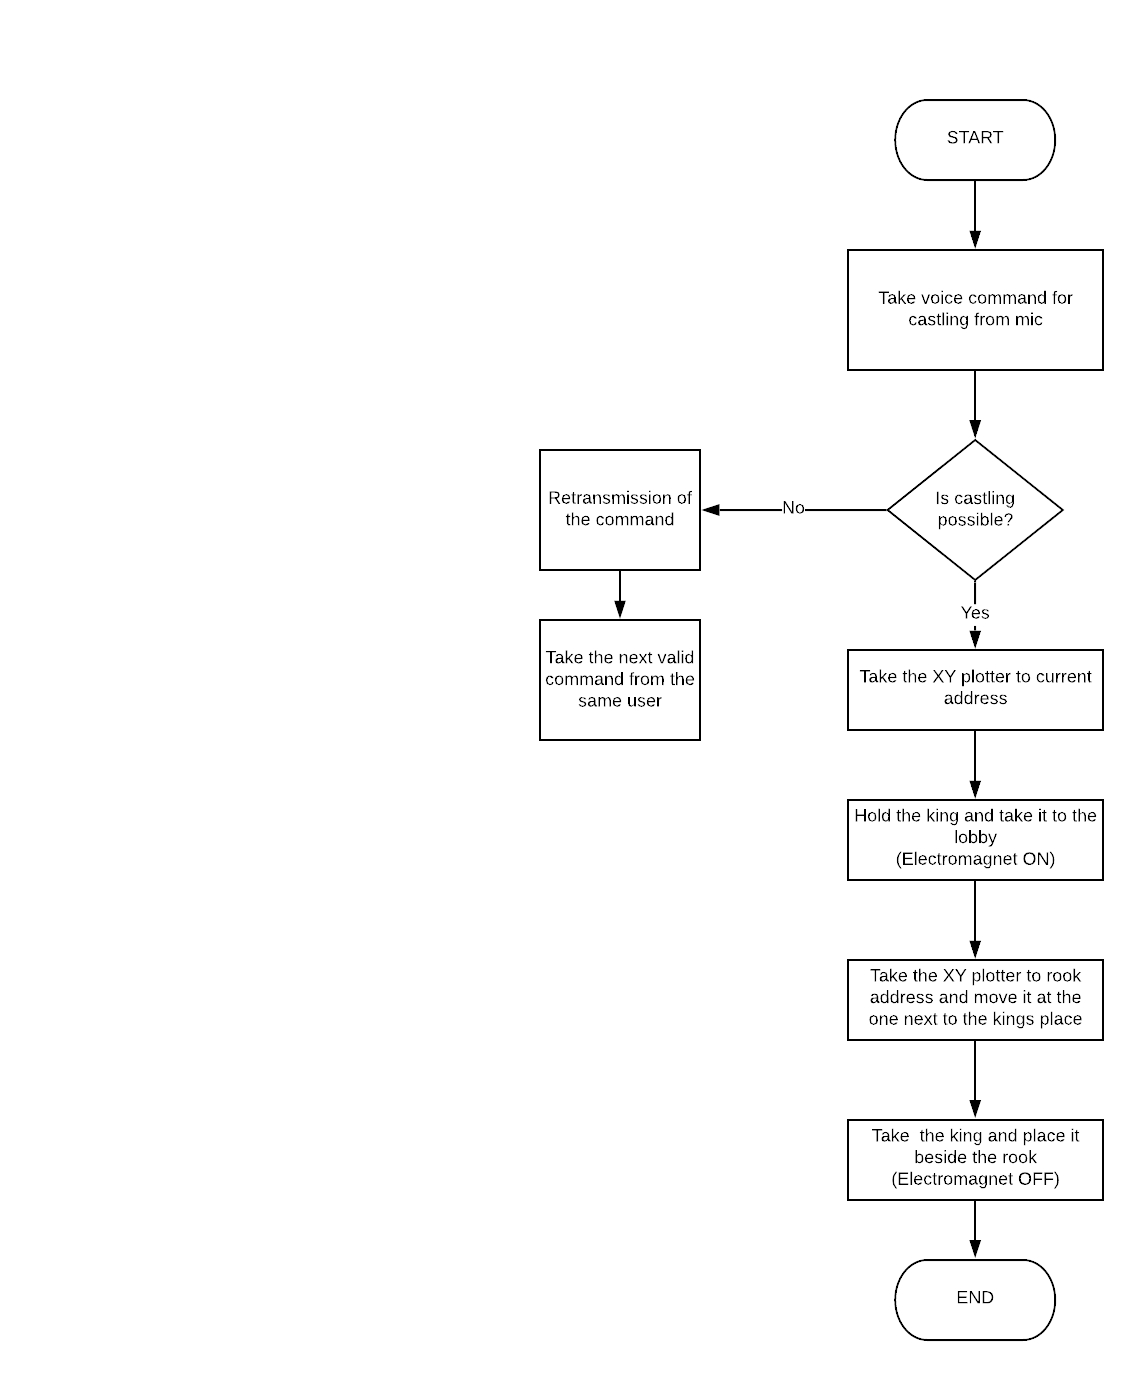 START
Take voice command for
castling from mic
Is castling
possible?
No
Retransmission of
the command
Take the next valid
command from the
same user
Yes
Take the XY plotter to current
address
Hold the king and take it to the
lobby
(Electromagnet ON)
Take the XY plotter to rook
address and move it at the
one next to the kings place
Take  the king and place it
beside the rook
(Electromagnet OFF)
END